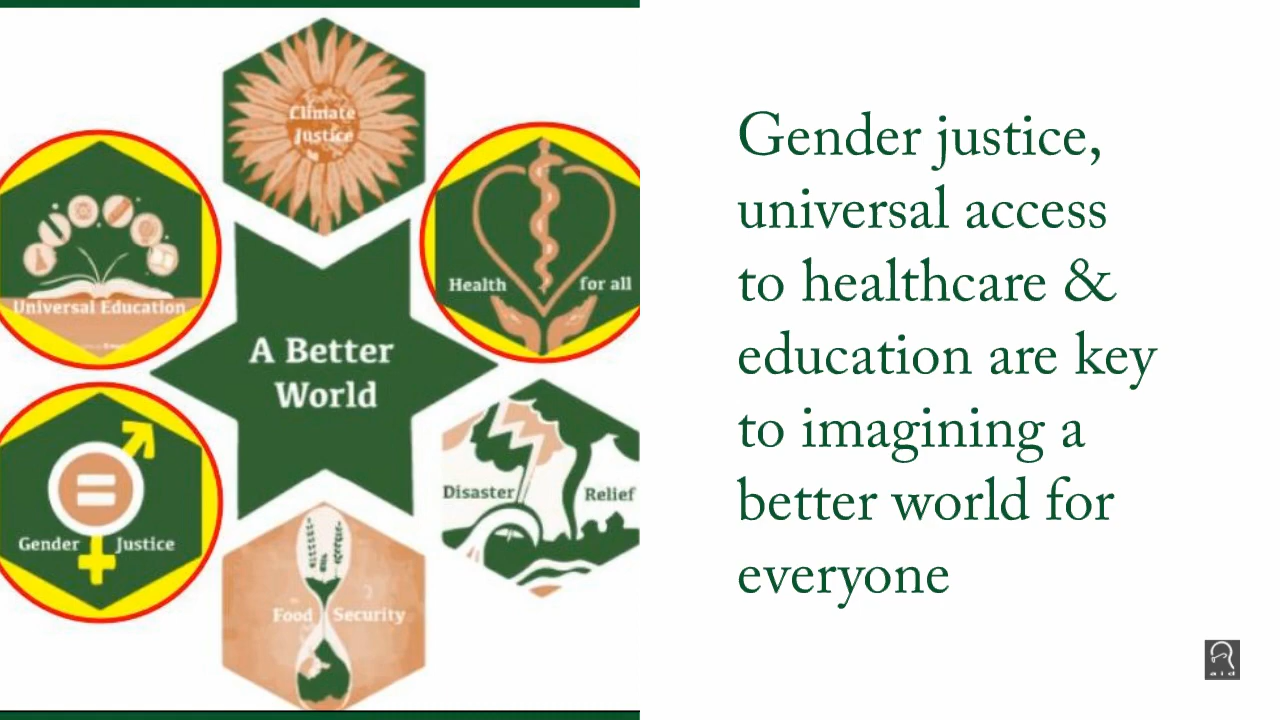 Climate
Justice
Universal Education
Health for all
A Better
World
Gender Justice
Disaster Relief
Food Security
Gender justice,
universal access
to healthcare &
education are key
to imagining a
better world for
everyone
aid